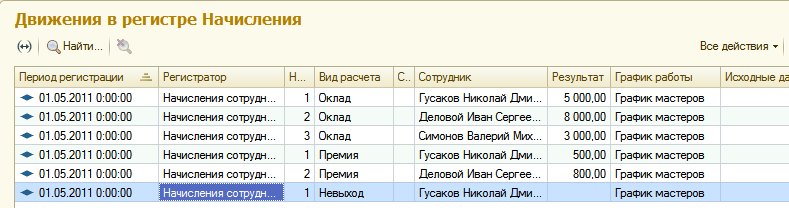 Движения в регистре Начисления
Найти...
Все действия
Период регистрации Регистратор Н... Вид расчета С... Сотрудник Результат График работы Исходные да
01.05.2011 0:00:00 Начисления сотрудн... 1 Оклад Гусаков Николай Дми... 5 000,00 График мастеров
01.05.2011 0:00:00 Начисления сотрудн... 2 Оклад Деловой Иван Сергее... 8 000,00 График мастеров
01.05.2011 0:00:00 Начисления сотрудн... 3 Оклад Симонов Валерий Мих... 3 000,00 График мастеров
01.05.2011 0:00:00 Начисления сотрудн... 1 Премия Гусаков Николай Дми... 500,00 График мастеров
01.05.2011 0:00:00 Начисления сотрудн... 2 Премия Деловой Иван Сергее... 800,00 График мастеров
01.05.2011 0:00:00 Начисления сотрудн... 1 Невыход Гусаков Николай Дми... График мастеров